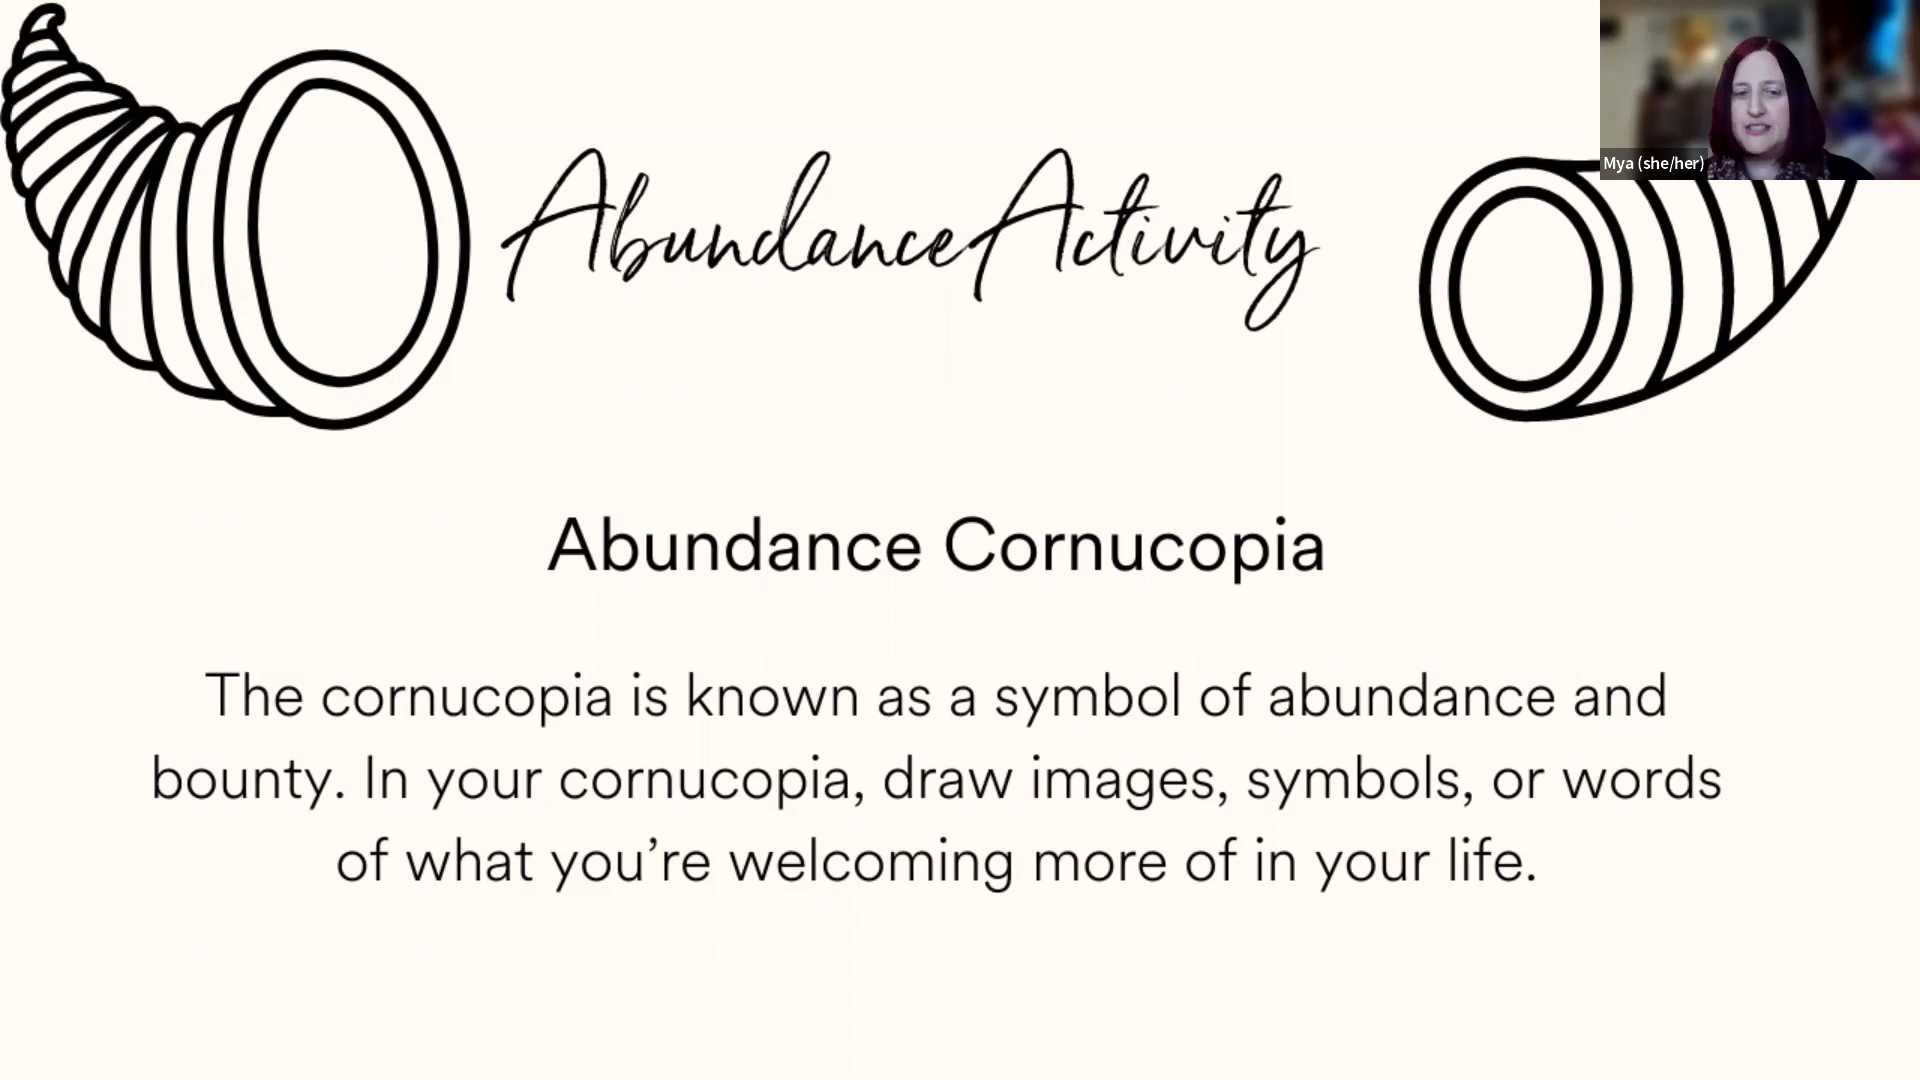 Mya (she/her)
Abundance Activity
Abundance Cornucopia
The cornucopia is known as a symbol of abundance and
bounty. In your cornucopia, draw images, symbols, or words
of what you’re welcoming more of in your life.